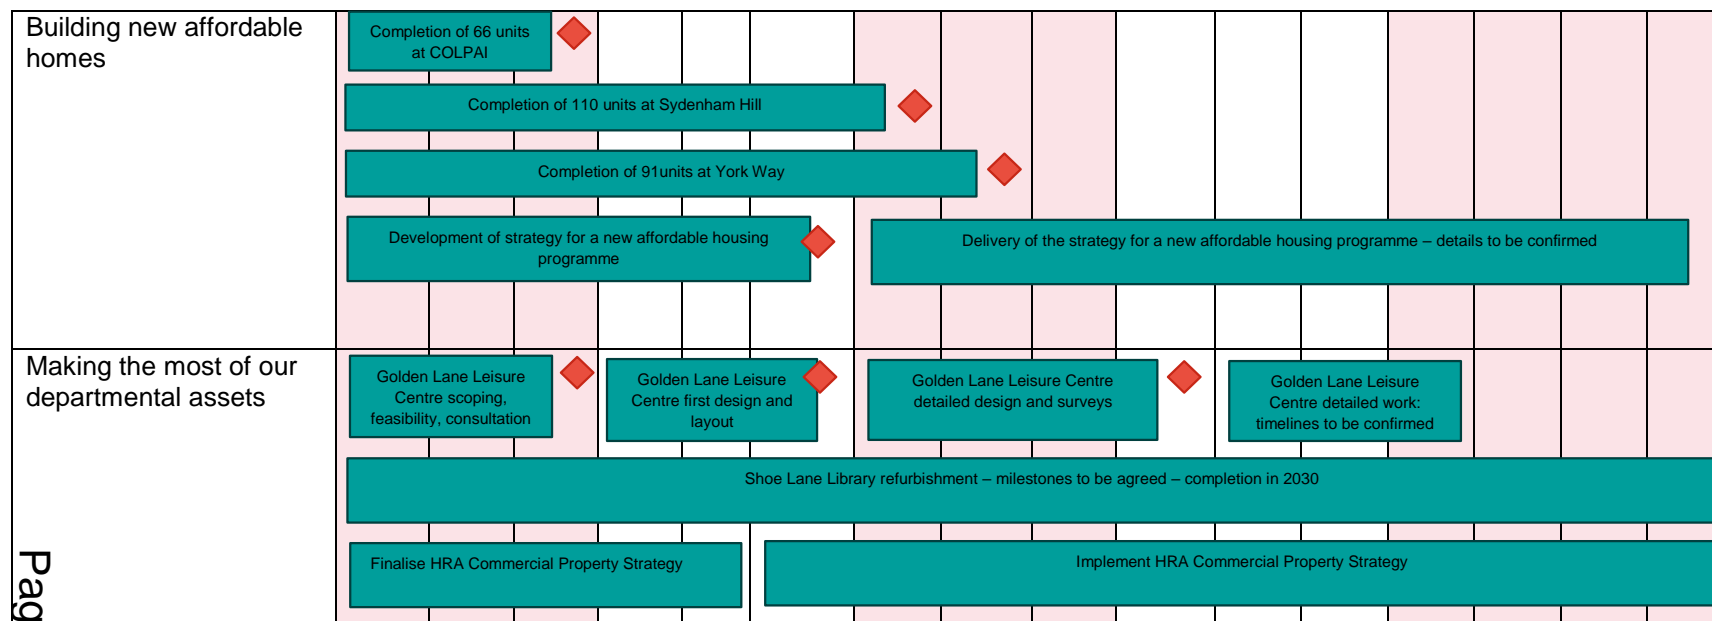 Building new affordable
homes
Completion of 66 units
at COLPAI
Completion of 110 units at Sydenham Hill
Completion of 91units at York Way
Development of strategy for a new affordable housing
programme
Delivery of the strategy for a new affordable housing programme – details to be confirmed
Making the most of our
departmental assets
Golden Lane Leisure
Centre scoping,
feasibility, consultation
Golden Lane Leisure
Centre first design and
layout
Golden Lane Leisure Centre
detailed design and surveys
Golden Lane Leisure
Centre detailed work:
timelines to be confirmed
Shoe Lane Library refurbishment – milestones to be agreed – completion in 2030
Finalise HRA Commercial Property Strategy
Implement HRA Commercial Property Strategy
Pag